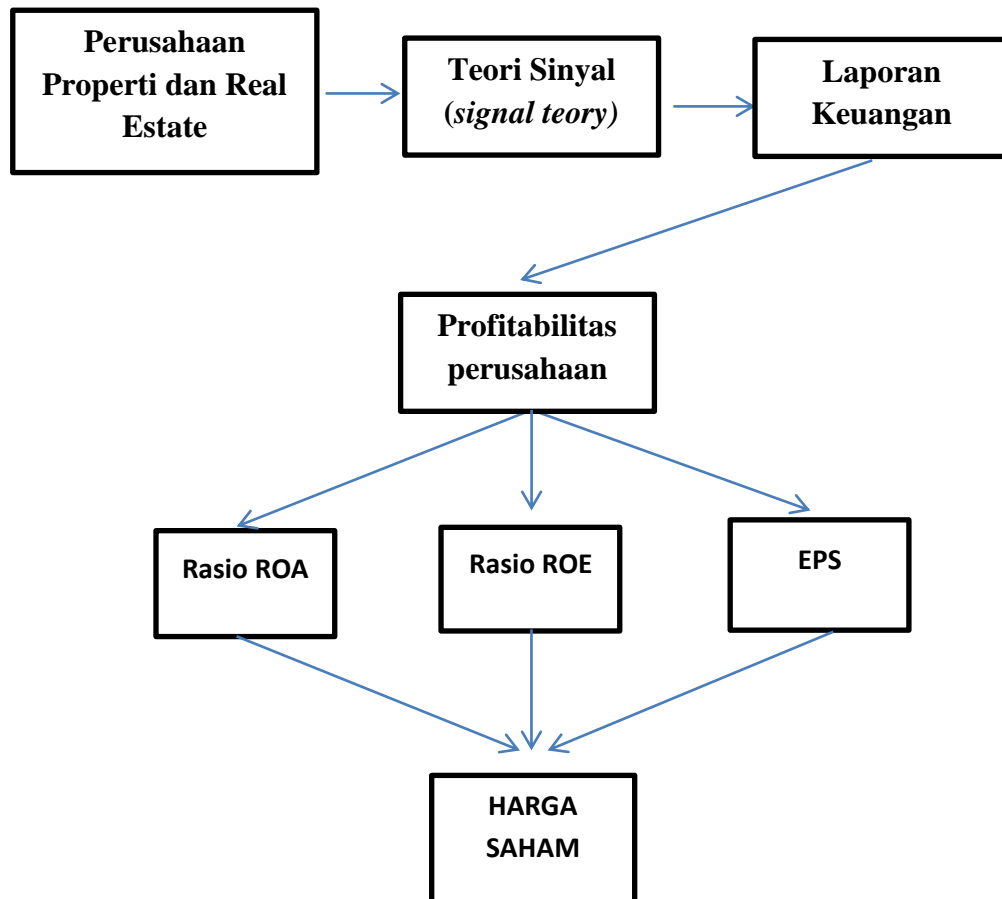 Perusahaan
Properti dan Real
Estate
Teori Sinyal
(signal teory)
Laporan
Keuangan
Profitabilitas
perusahaan
Rasio ROA
Rasio ROE
EPS
HARGA
SAHAM